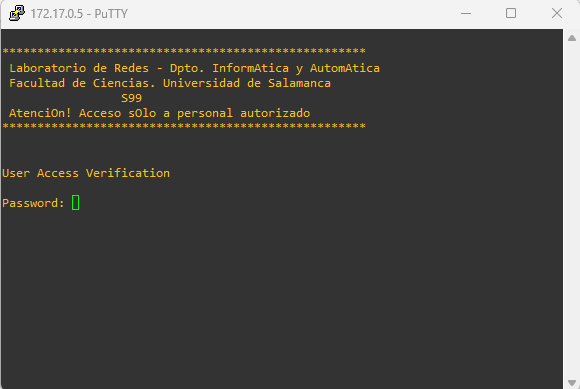 172.17.0.5 - PuTTY
****************************************************
Laboratorio de Redes - Dpto. InformAtica y AutomAtica
Facultad de Ciencias. Universidad de Salamanca
S99
AtenciOn! Acceso sOlo a personal autorizado
****************************************************
User Access Verification
Password: